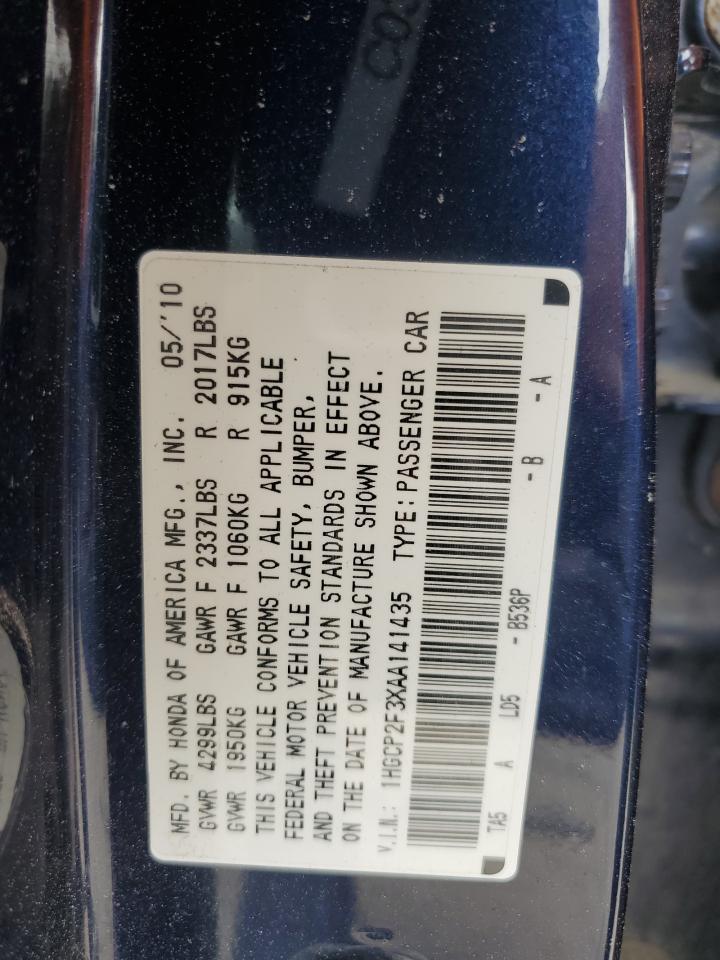 MFD. BY HONDA OF AMERICA MFG., INC. 05/'10
GVWR 4299LBS GAWR F 2337LBS R 2017LBS
GVWR 1950KG GAWR F 1060KG R 915KG
THIS VEHICLE CONFORMS TO ALL APPLICABLE
FEDERAL MOTOR VEHICLE SAFETY, BUMPER,
AND THEFT PREVENTION STANDARDS IN EFFECT
ON THE DATE OF MANUFACTURE SHOWN ABOVE.
V.I.N.: 1HGCP2F3XAA141435 TYPE: PASSENGER CAR
TA5 A LD5 - B536P - B - A